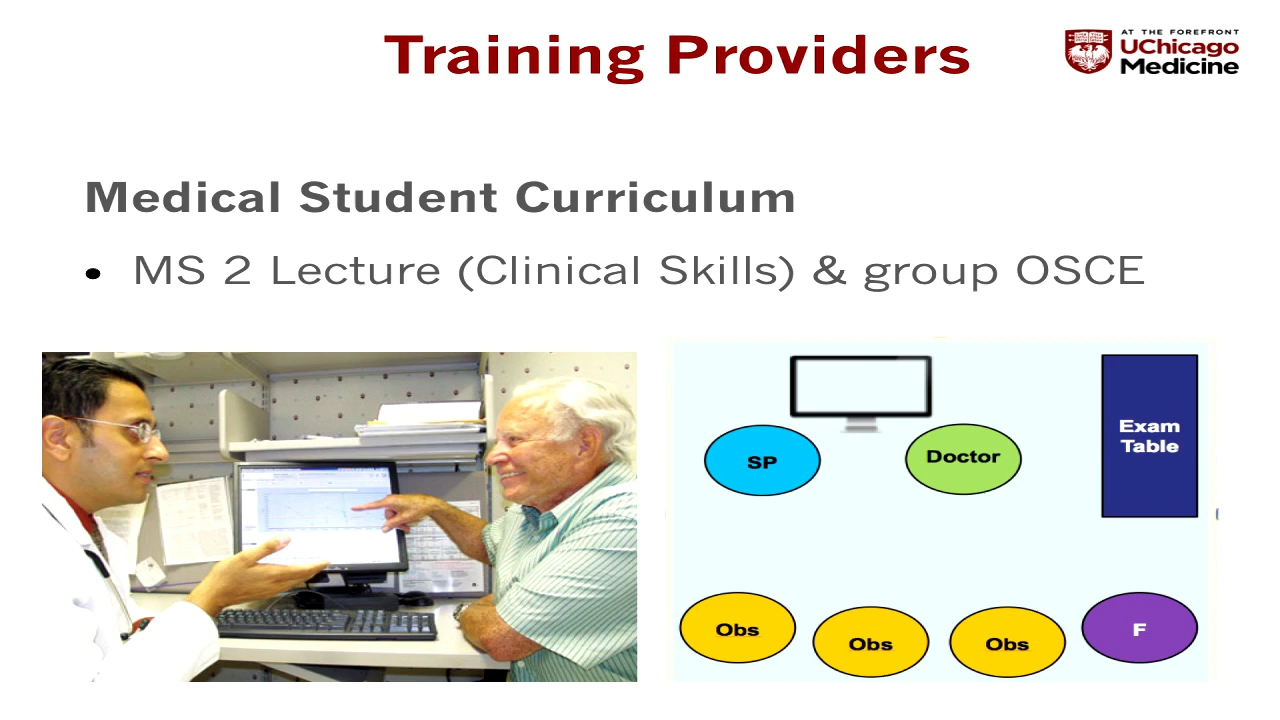 Training Providers
AT THE FOREFRONT
UChicago
Medicine
Medical Student Curriculum
• MS 2 Lecture (Clinical Skills) & group OSCE
Exam
Table
SP
Doctor
Obs
Obs
Obs
F